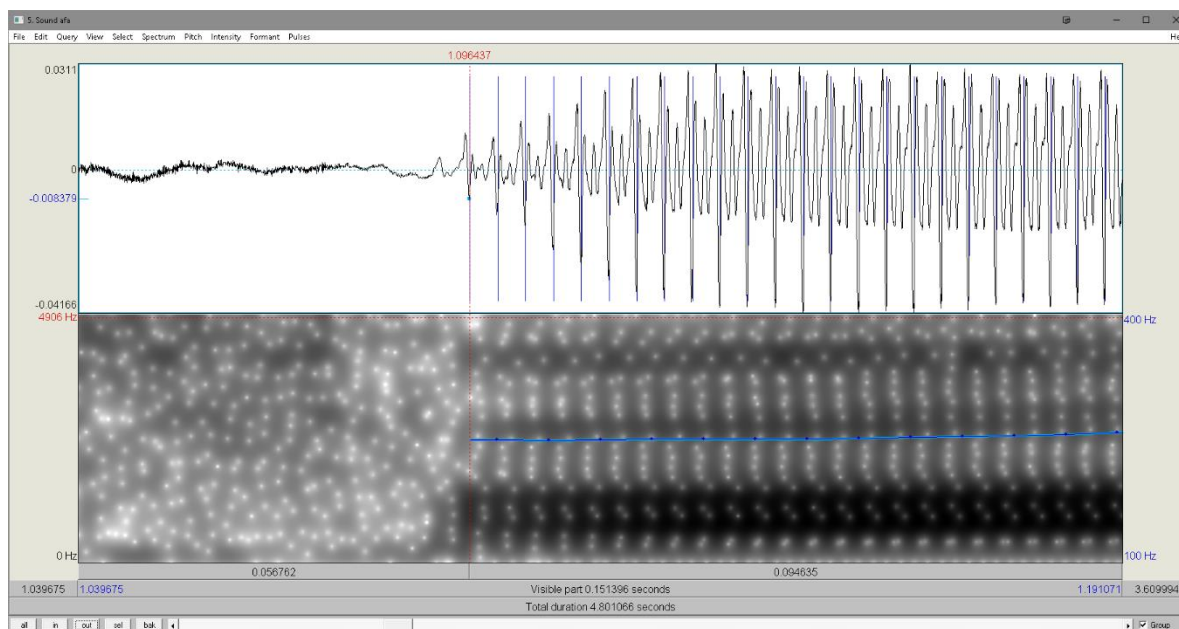 5. Sound afa
File Edit Query View Select Spectrum Pitch Intensity Formant Pulses He
1.096437
0.0311
0
-0.008379
-0.04166
4906 Hz 400 Hz
0 Hz 100 Hz
0.056762 0.094635
1.039675 1.039675 Visible part 0.151396 seconds 1.191071 3.609994
Total duration 4.801066 seconds
all in out sel bak Group